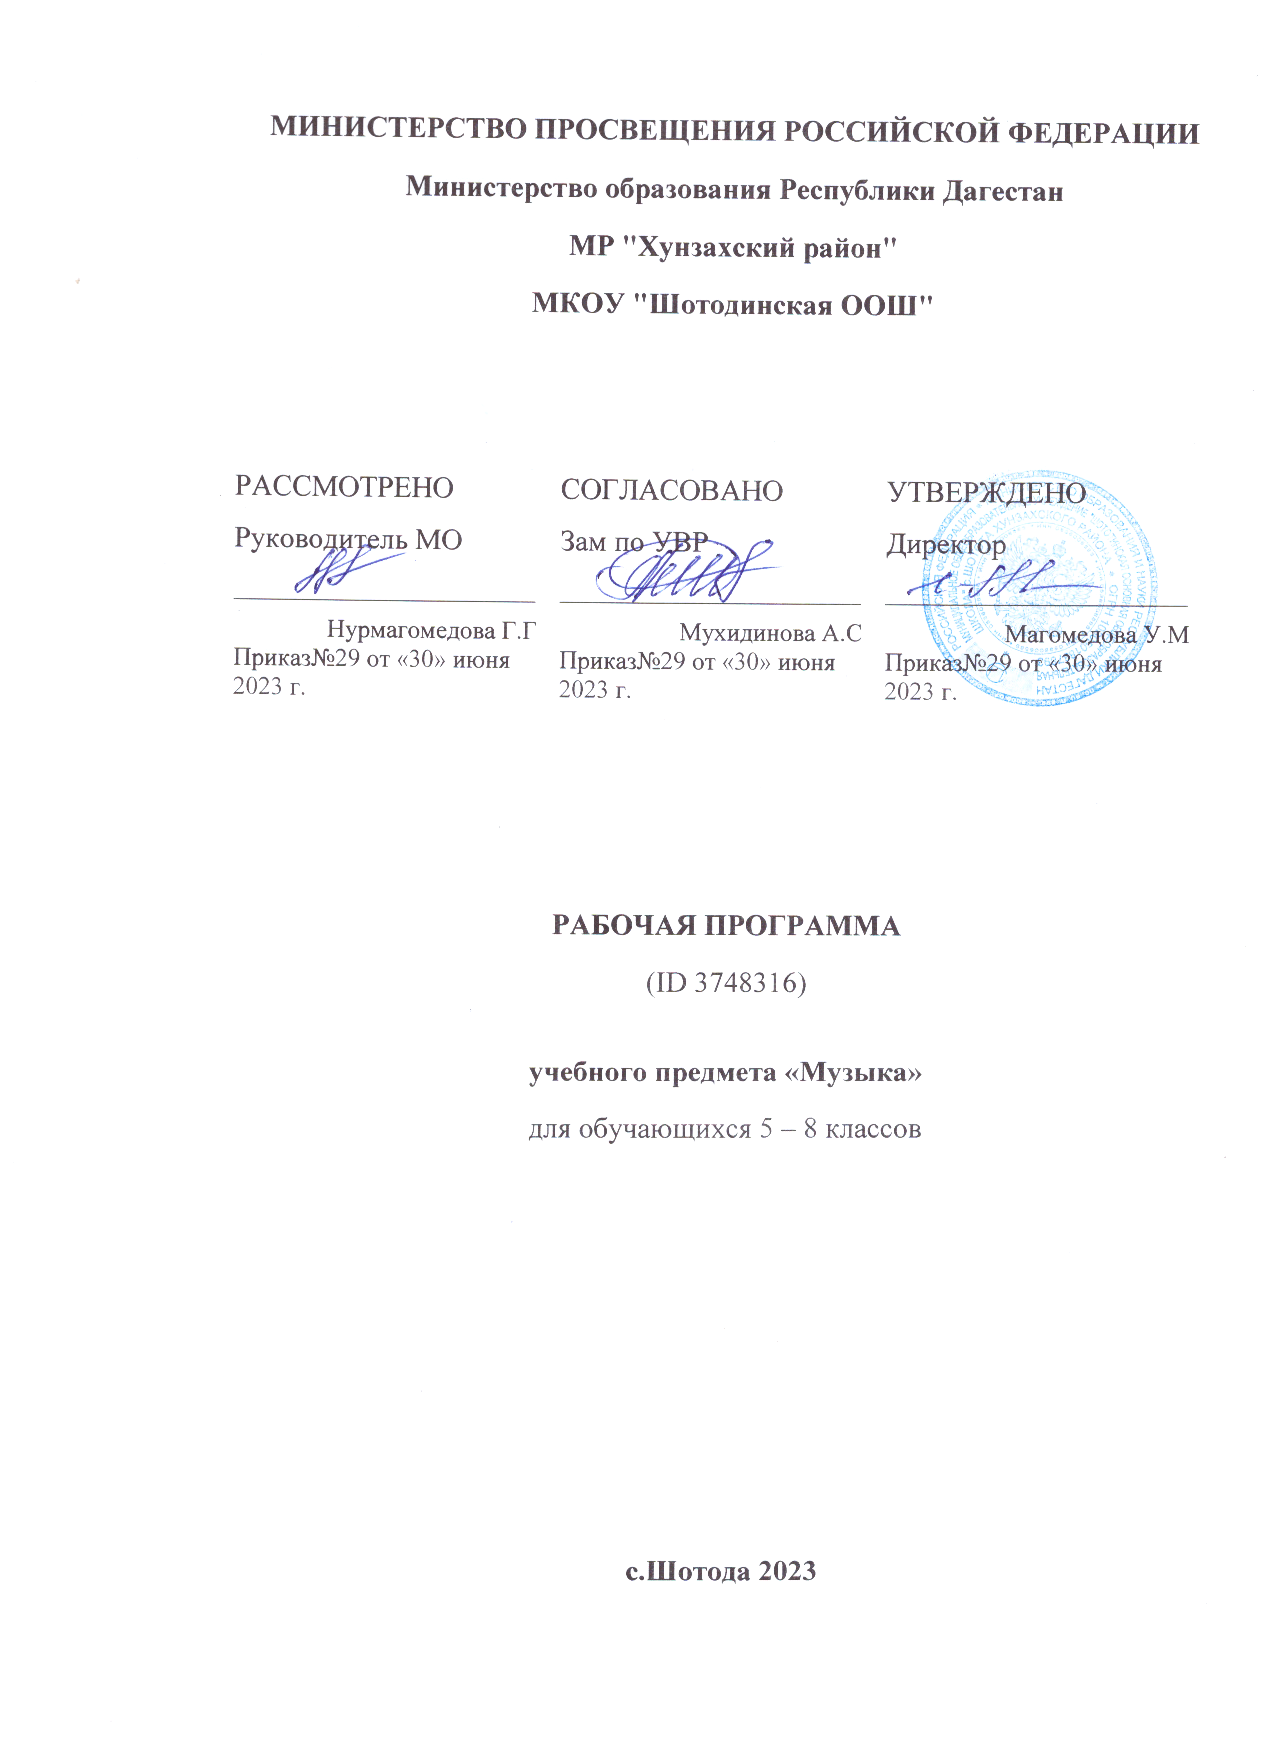 МИНИСТЕРСТВО ПРОСВЕЩЕНИЯ РОССИЙСКОЙ ФЕДЕРАЦИИ
Министерство образования Республики Дагестан
МР "Хунзахский район"
МКОУ "Шотодинская ООШ"
РАССМОТРЕНО
Руководитель МО
Нурмагомедова Г.Г
Приказ№29 от «30» июня
2023 г.
СОГЛАСОВАНО
Зам по УВР
Мухидинова А.С
Приказ№29 от «30» июня
2023 г.
УТВЕРЖДЕНО
Директор
Магомедова У.М
Приказ№29 от «30» июня
2023 г.
РАБОЧАЯ ПРОГРАММА
(ID 3748316)
учебного предмета «Музыка»
для обучающихся 5 – 8 классов
с.Шотода 2023